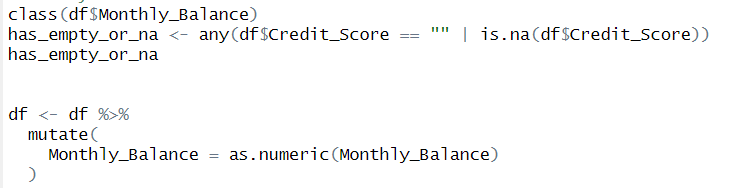 class(df$Monthly_Balance)
has_empty_or_na <- any(df$Credit_Score == "" | is.na(df$Credit_Score))
has_empty_or_na
df <- df %>%
  mutate(
    Monthly_Balance = as.numeric(Monthly_Balance)
  )